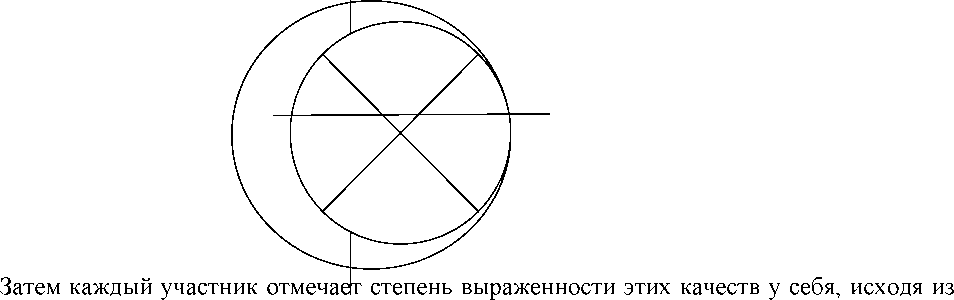 Затем каждый участник отмечает степень выраженности этих качеств у себя, исходя из